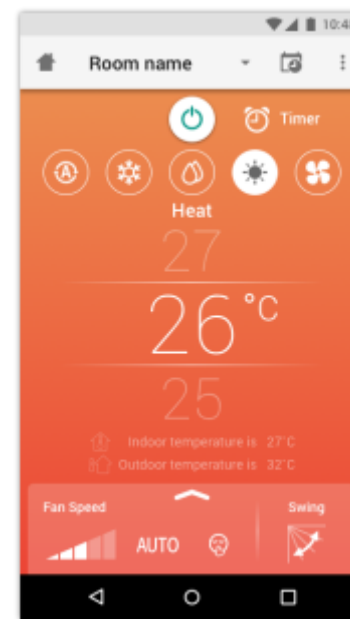 10:4
Room name
Timer
A
Heat
27
26°C
25
Indoor temperature is 27°C
Outdoor temperature is 32°C
Fan Speed
Swing
AUTO